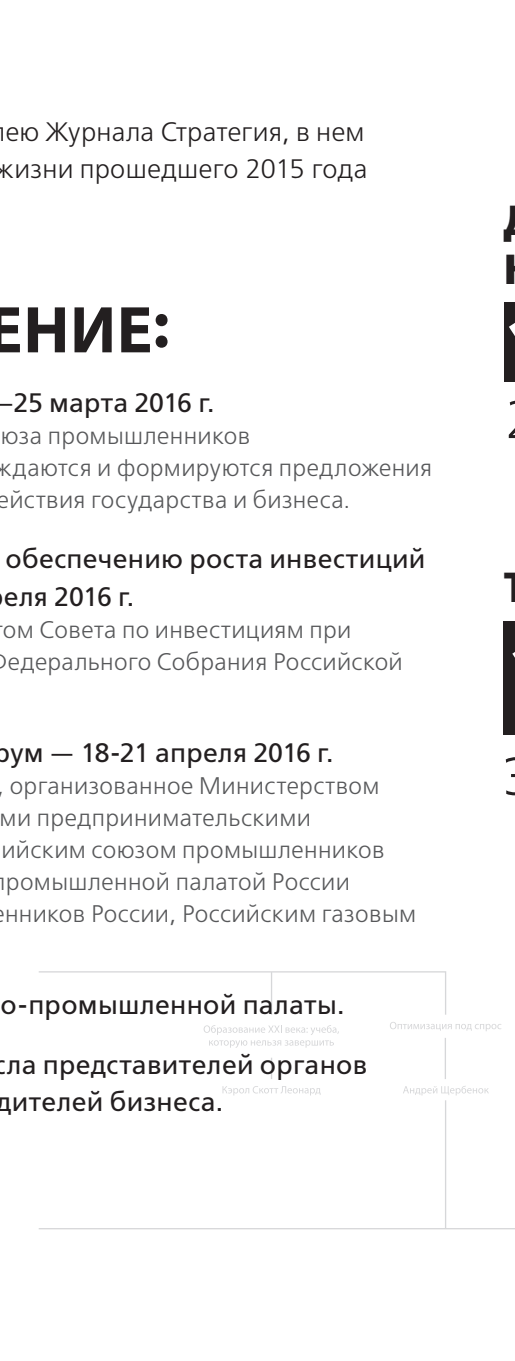 лею Журнала Стратегия, в нем
жизни прошедшего 2015 года
ЕНИЕ:
–25 марта 2016 г.
юза промышленников
ждаются и формируются предложения
ействия государства и бизнеса.
обеспечению роста инвестиций
реля 2016 г.
том Совета по инвестициям при
Федерального Собрания Российской
рум — 18-21 апреля 2016 г.
, организованное Министерством
ми предпринимательскими
ийским союзом промышленников
промышленной палатой России
енников России, Российским газовым
о-промышленной палаты.
сла представителей органов
дителей бизнеса.
Образование XXI века: учеба,
которую нельзя завершить
Кэрол Скотт Леонард
Оптимизация под спрос
Андрей Щербенок